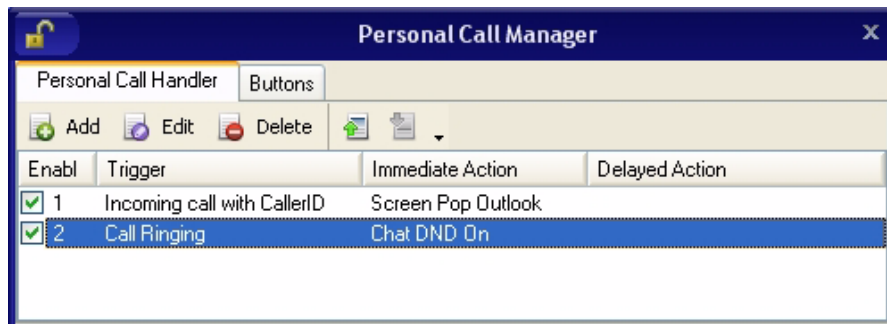 Personal Call Manager x
Personal Call Handler Buttons
Add Edit Delete
Enabl Trigger Immediate Action Delayed Action
1 Incoming call with CallerID Screen Pop Outlook
2 Call Ringing Chat DND On